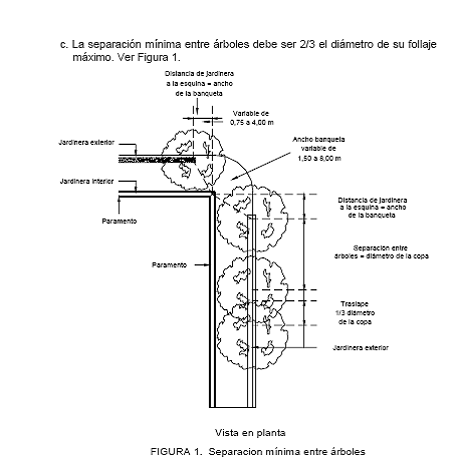 c. La separación mínima entre árboles debe ser 2/3 el diámetro de su follaje
máximo. Ver Figura 1.
Distancia de jardinera
a la esquina = ancho
de la banqueta
Variable de
0,75 a 4,00 m
Jardinera exterior
Ancho banqueta
variable de
1,50 a 8,00 m
Jardinera interior
Distancia de jardinera
a la esquina = ancho
de la banqueta
Paramento
Separación entre
árboles = diámetro de la copa
Paramento
Traslape
1/3 diámetro
de la copa
Jardinera exterior
Vista en planta
FIGURA 1. Separacion mínima entre árboles